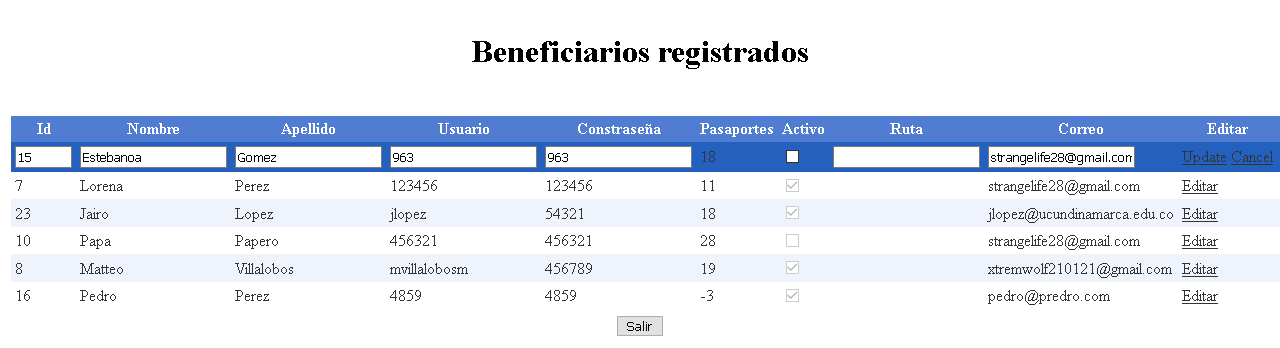 Beneficiarios registrados
Id Nombre Apellido Usuario Constraseña Pasaportes Activo Ruta Correo Editar
15 Estebanoa Gomez 963 963 18 strangelife28@gmail.com Update Cancel
7 Lorena Perez 123456 123456 11 strangelife28@gmail.com Editar
23 Jairo Lopez jlopez 54321 18 jlopez@ucundinamarca.edu.co Editar
10 Papa Papero 456321 456321 28 strangelife28@gmail.com Editar
8 Matteo Villalobos mvillalobosm 456789 19 xtremwolf210121@gmail.com Editar
16 Pedro Perez 4859 4859 -3 pedro@predro.com Editar
Salir